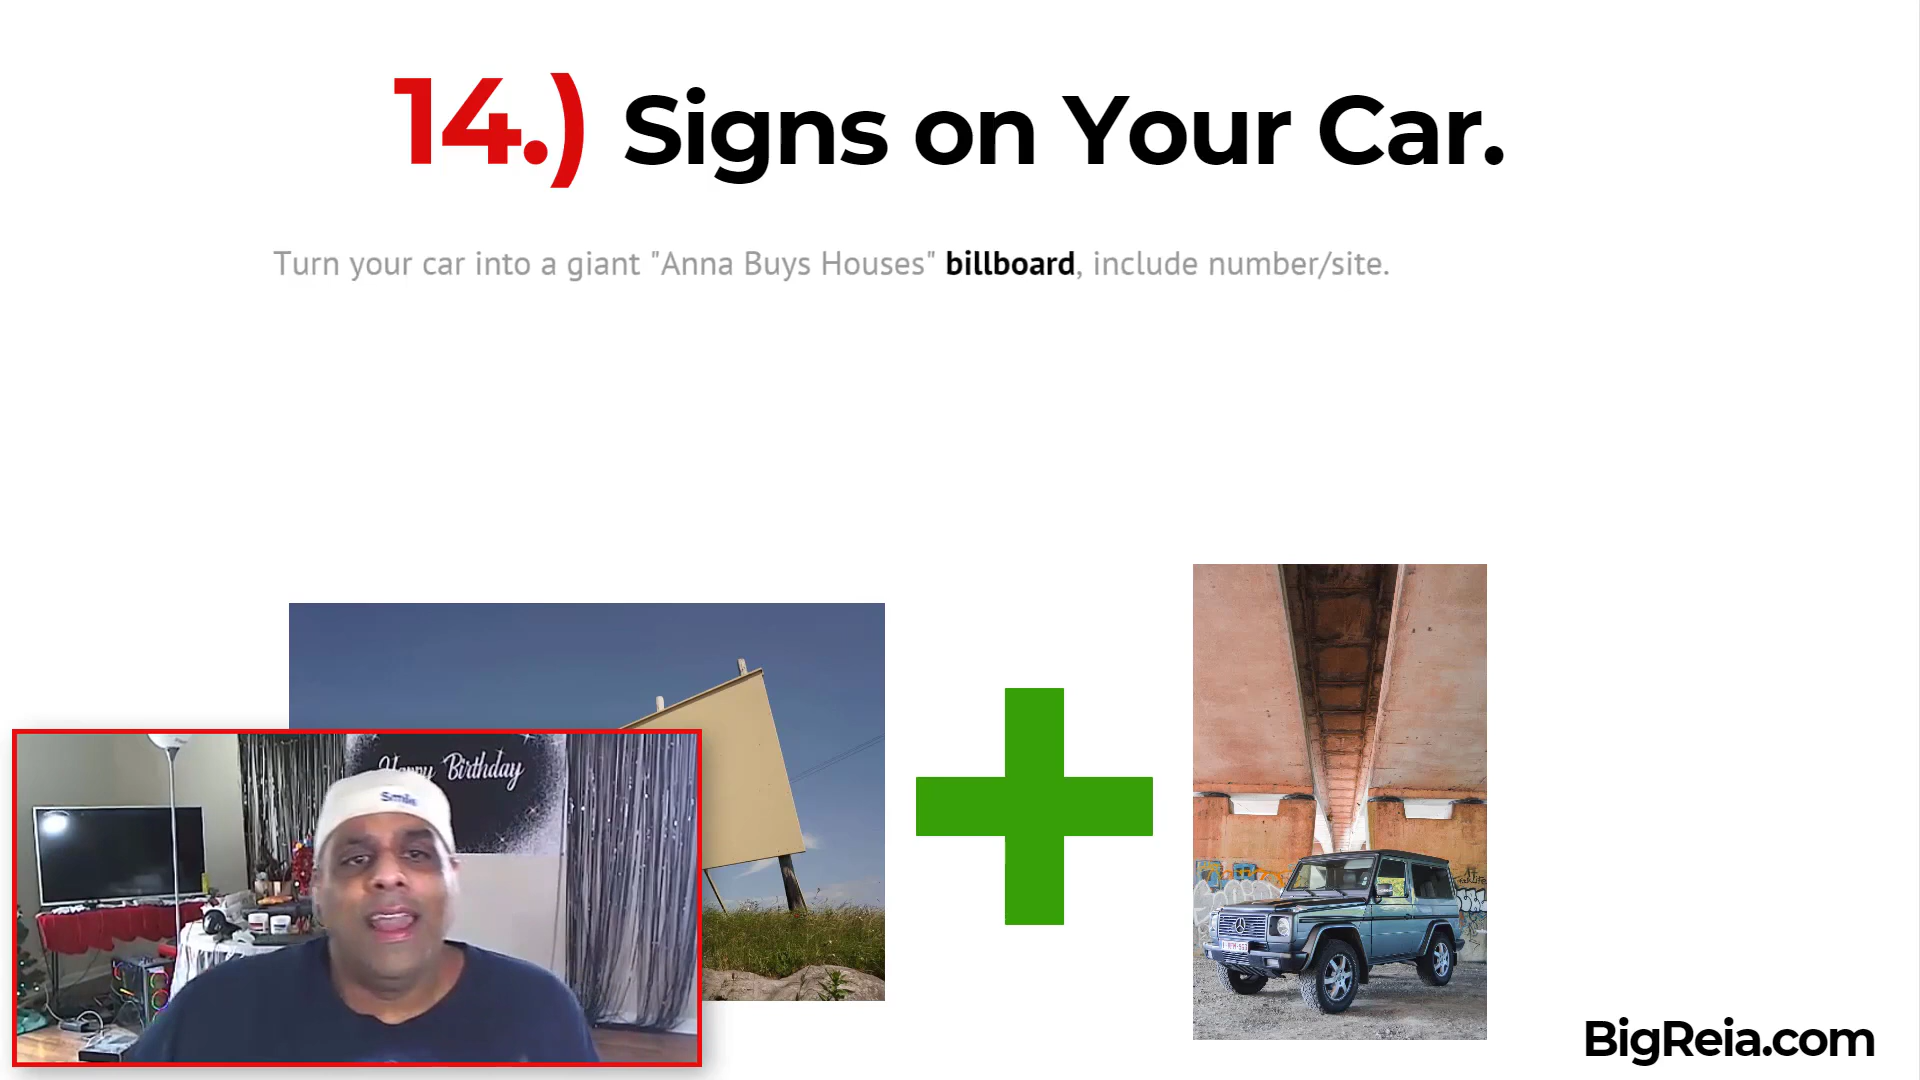 14.) Signs on Your Car.
Turn your car into a giant "Anna Buys Houses" billboard, include number/site.
Happy Birthday
Smile
BigReia.com